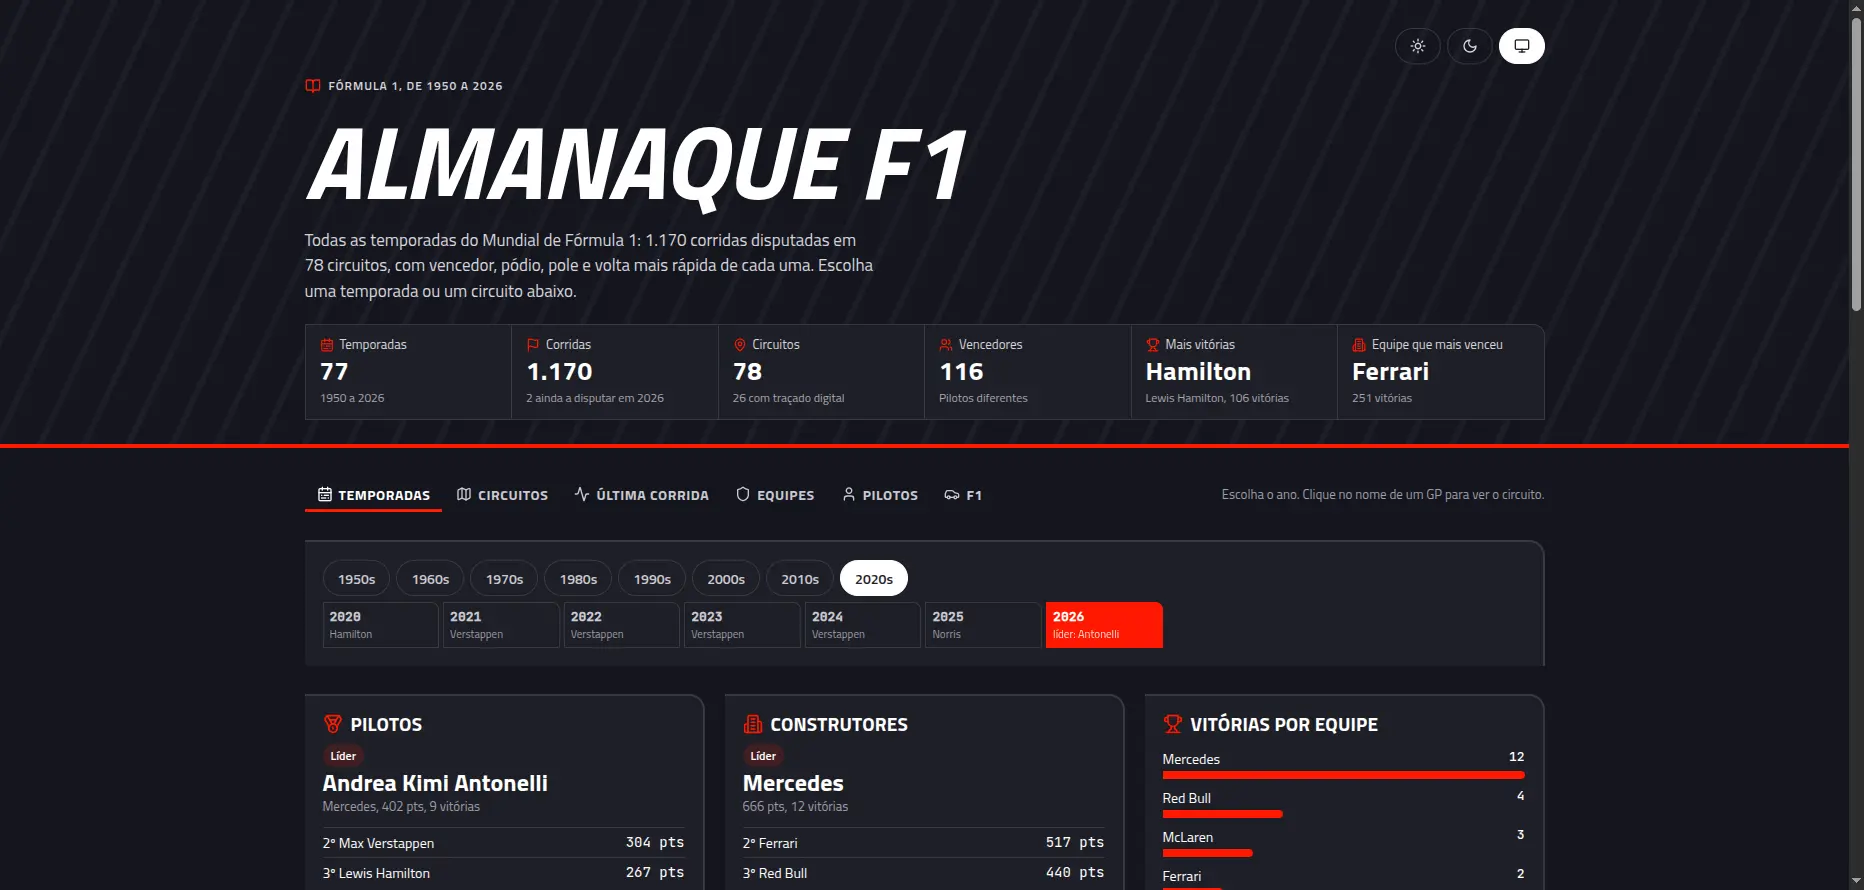 FÓRMULA 1, DE 1950 A 2026
ALMANAQUE F1
Todas as temporadas do Mundial de Fórmula 1: 1.170 corridas disputadas em
78 circuitos, com vencedor, pódio, pole e volta mais rápida de cada uma. Escolha
uma temporada ou um circuito abaixo.
Temporadas
77
1950 a 2026
Corridas
1.170
2 ainda a disputar em 2026
Circuitos
78
26 com traçado digital
Vencedores
116
Pilotos diferentes
Mais vitórias
Hamilton
Lewis Hamilton, 106 vitórias
Equipe que mais venceu
Ferrari
251 vitórias
TEMPORADAS
CIRCUITOS
ÚLTIMA CORRIDA
EQUIPES
PILOTOS
F1
Escolha o ano. Clique no nome de um GP para ver o circuito.
1950s
1960s
1970s
1980s
1990s
2000s
2010s
2020s
2020
Hamilton
2021
Verstappen
2022
Verstappen
2023
Verstappen
2024
Verstappen
2025
Norris
2026
líder: Antonelli
PILOTOS
Líder
Andrea Kimi Antonelli
Mercedes, 402 pts, 9 vitórias
2º Max Verstappen 304 pts
3º Lewis Hamilton 267 pts
CONSTRUTORES
Líder
Mercedes
666 pts, 12 vitórias
2º Ferrari 517 pts
3º Red Bull 440 pts
VITÓRIAS POR EQUIPE
Mercedes 12
Red Bull 4
McLaren 3
Ferrari 2